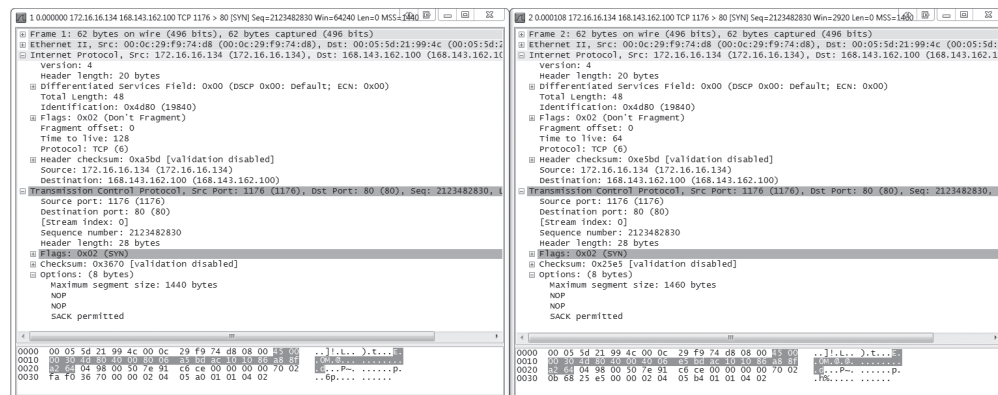 1 0.000000 172.16.16.134 168.143.162.100 TCP 1176 > 80 [SYN] Seq=2123482830 Win=64240 Len=0 MSS=1440
Frame 1: 62 bytes on wire (496 bits), 62 bytes captured (496 bits)
Ethernet II, Src: 00:0c:29:f9:74:d8 (00:0c:29:f9:74:d8), Dst: 00:05:5d:21:99:4c (00:05:5d:2
Internet Protocol, Src: 172.16.16.134 (172.16.16.134), Dst: 168.143.162.100 (168.143.162.10
Version: 4
Header length: 20 bytes
Differentiated Services Field: 0x00 (DSCP 0x00: Default; ECN: 0x00)
Total Length: 48
Identification: 0x4d80 (19840)
Flags: 0x02 (Don't Fragment)
Fragment offset: 0
Time to live: 128
Protocol: TCP (6)
Header checksum: 0xa5bd [validation disabled]
Source: 172.16.16.134 (172.16.16.134)
Destination: 168.143.162.100 (168.143.162.100)
Transmission Control Protocol, Src Port: 1176 (1176), Dst Port: 80 (80), Seq: 2123482830, L
Source port: 1176 (1176)
Destination port: 80 (80)
[Stream index: 0]
Sequence number: 2123482830
Header length: 28 bytes
Flags: 0x02 (SYN)
Checksum: 0x3670 [validation disabled]
Options: (8 bytes)
Maximum segment size: 1440 bytes
NOP
NOP
SACK permitted
0000 00 05 5d 21 99 4c 00 0c 29 f9 74 d8 08 00 45 00 ..]!.L.. ).t...E.
0010 00 30 4d 80 40 00 80 06 a5 bd ac 10 10 86 a8 8f .0M.@... ........
0020 a2 64 04 98 00 50 7e 91 c6 ce 00 00 00 00 70 02 .d...P~. ......p.
0030 fa f0 36 70 00 00 02 04 05 a0 01 01 04 02 ..6p.... ......
2 0.000108 172.16.16.134 168.143.162.100 TCP 1176 > 80 [SYN] Seq=2123482830 Win=2920 Len=0 MSS=1460
Frame 2: 62 bytes on wire (496 bits), 62 bytes captured (496 bits)
Ethernet II, Src: 00:0c:29:f9:74:d8 (00:0c:29:f9:74:d8), Dst: 00:05:5d:21:99:4c (00:05:5d:
Internet Protocol, Src: 172.16.16.134 (172.16.16.134), Dst: 168.143.162.100 (168.143.162.1
Version: 4
Header length: 20 bytes
Differentiated Services Field: 0x00 (DSCP 0x00: Default; ECN: 0x00)
Total Length: 48
Identification: 0x4d80 (19840)
Flags: 0x02 (Don't Fragment)
Fragment offset: 0
Time to live: 64
Protocol: TCP (6)
Header checksum: 0xe5bd [validation disabled]
Source: 172.16.16.134 (172.16.16.134)
Destination: 168.143.162.100 (168.143.162.100)
Transmission Control Protocol, Src Port: 1176 (1176), Dst Port: 80 (80), Seq: 2123482830,
Source port: 1176 (1176)
Destination port: 80 (80)
[Stream index: 0]
Sequence number: 2123482830
Header length: 28 bytes
Flags: 0x02 (SYN)
Checksum: 0x25e5 [validation disabled]
Options: (8 bytes)
Maximum segment size: 1460 bytes
NOP
NOP
SACK permitted
0000 00 05 5d 21 99 4c 00 0c 29 f9 74 d8 08 00 45 00 ..]!.L.. ).t...E.
0010 00 30 4d 80 40 00 40 06 e5 bd ac 10 10 86 a8 8f .0M.@.@. ........
0020 a2 64 04 98 00 50 7e 91 c6 ce 00 00 00 00 70 02 .d...P~. ......p.
0030 0b 68 25 e5 00 00 02 04 05 b4 01 01 04 02 .h%..... ......